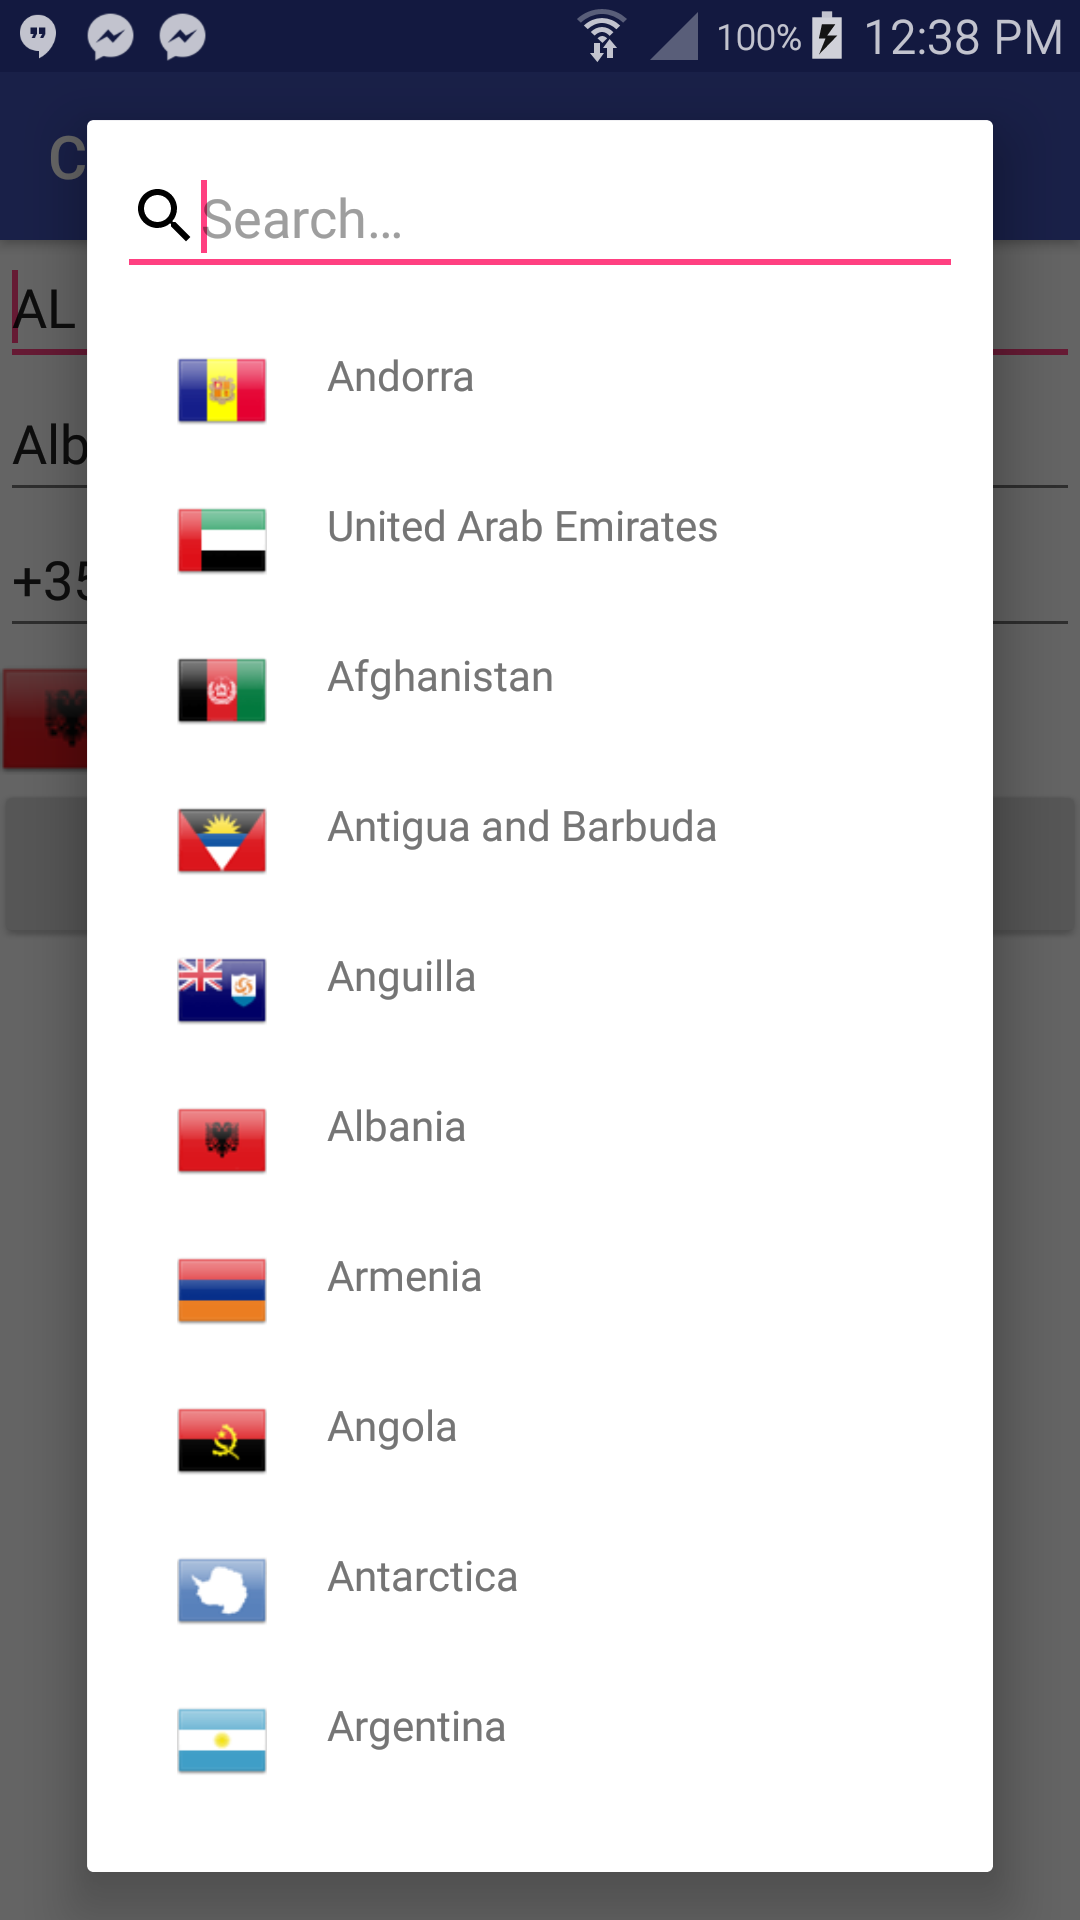 100% 12:38 PM
C
Search...
AL
Andorra
Alb
United Arab Emirates
+35
Afghanistan
Antigua and Barbuda
Anguilla
Albania
Armenia
Angola
Antarctica
Argentina